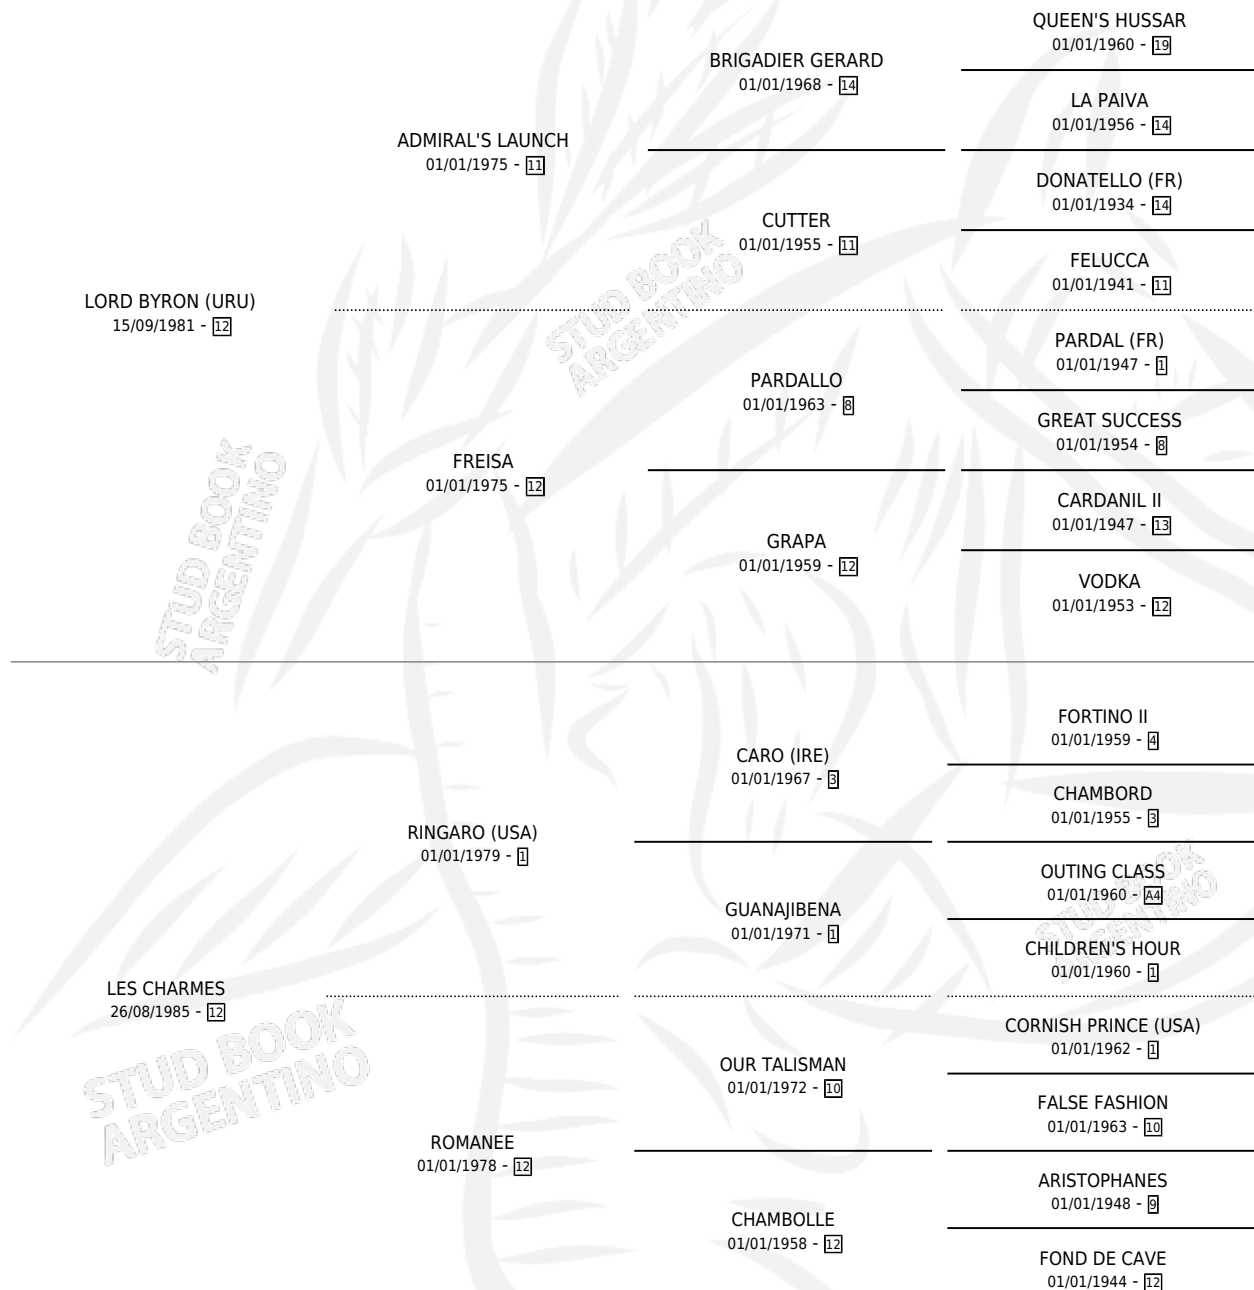 QUEEN'S HUSSAR
01/01/1960 - 19
BRIGADIER GERARD
01/01/1968 - 14
LA PAIVA
01/01/1956 - 14
ADMIRAL'S LAUNCH
01/01/1975 - 11
DONATELLO (FR)
01/01/1934 - 14
CUTTER
01/01/1955 - 11
FELUCCA
01/01/1941 - 11
LORD BYRON (URU)
15/09/1981 - 12
PARDAL (FR)
01/01/1947 - 1
PARDALLO
01/01/1963 - 8
GREAT SUCCESS
01/01/1954 - 8
FREISA
01/01/1975 - 12
CARDANIL II
01/01/1947 - 13
GRAPA
01/01/1959 - 12
VODKA
01/01/1953 - 12
FORTINO II
01/01/1959 - 4
CARO (IRE)
01/01/1967 - 3
CHAMBORD
01/01/1955 - 3
RINGARO (USA)
01/01/1979 - 1
OUTING CLASS
01/01/1960 - A4
GUANAJIBENA
01/01/1971 - 1
CHILDREN'S HOUR
01/01/1960 - 1
LES CHARMES
26/08/1985 - 12
CORNISH PRINCE (USA)
01/01/1962 - 1
OUR TALISMAN
01/01/1972 - 10
FALSE FASHION
01/01/1963 - 10
ROMANEE
01/01/1978 - 12
ARISTOPHANES
01/01/1948 - 9
CHAMBOLLE
01/01/1958 - 12
FOND DE CAVE
01/01/1944 - 12
STUD BOOK
ARGENTINO
STUD BOOK
ARGENTINO
STUD BOOK
ARGENTINO
STUD BOOK
ARGENTINO